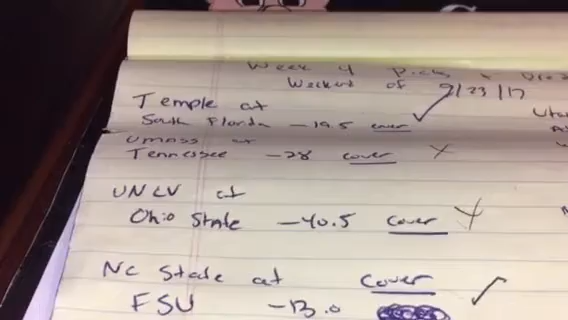 Week 4 Picks
Weekend of 9/23/17
Temple at
South Florida -19.5 cover ✓
UMASS at
Tennessee -28 cover X
UNLV at
Ohio State -40.5 cover X
NC State at cover ✓
FSU -13.0